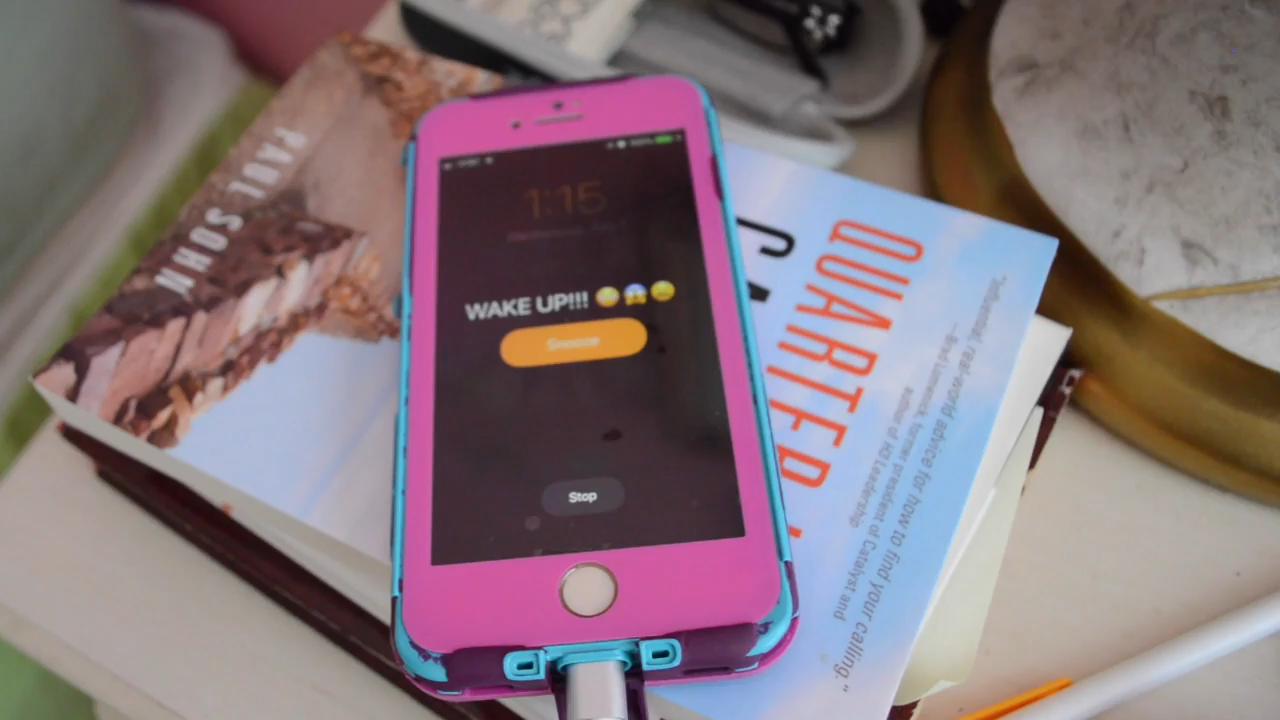 1:15
WAKE UP!!! 
Snooze
Stop
PAUL SOHN
QUARTER
"Influential, real-world advice for how to find your calling."
—Brad Lomenick, former president of Catalyst and
author of H3 Leadership